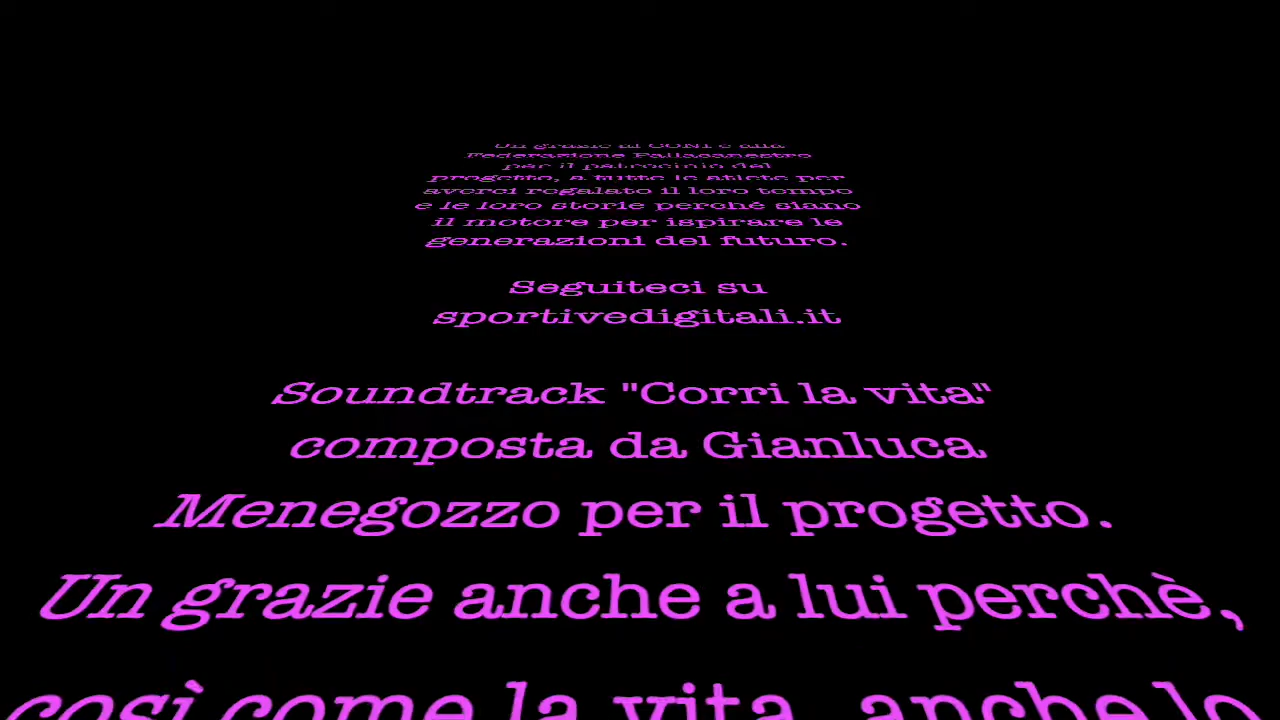 Un grazie al CONI e alla
Federazione Pallacanestro
per il patrocinio del
progetto, a tutte le atlete per
averci regalato il loro tempo
e le loro storie perché siano
il motore per ispirare le
generazioni del futuro.
Seguiteci su
sportivedigitali.it
Soundtrack "Corri la vita"
composta da Gianluca
Menegozzo per il progetto.
Un grazie anche a lui perchè,
così come la vita, anche lo